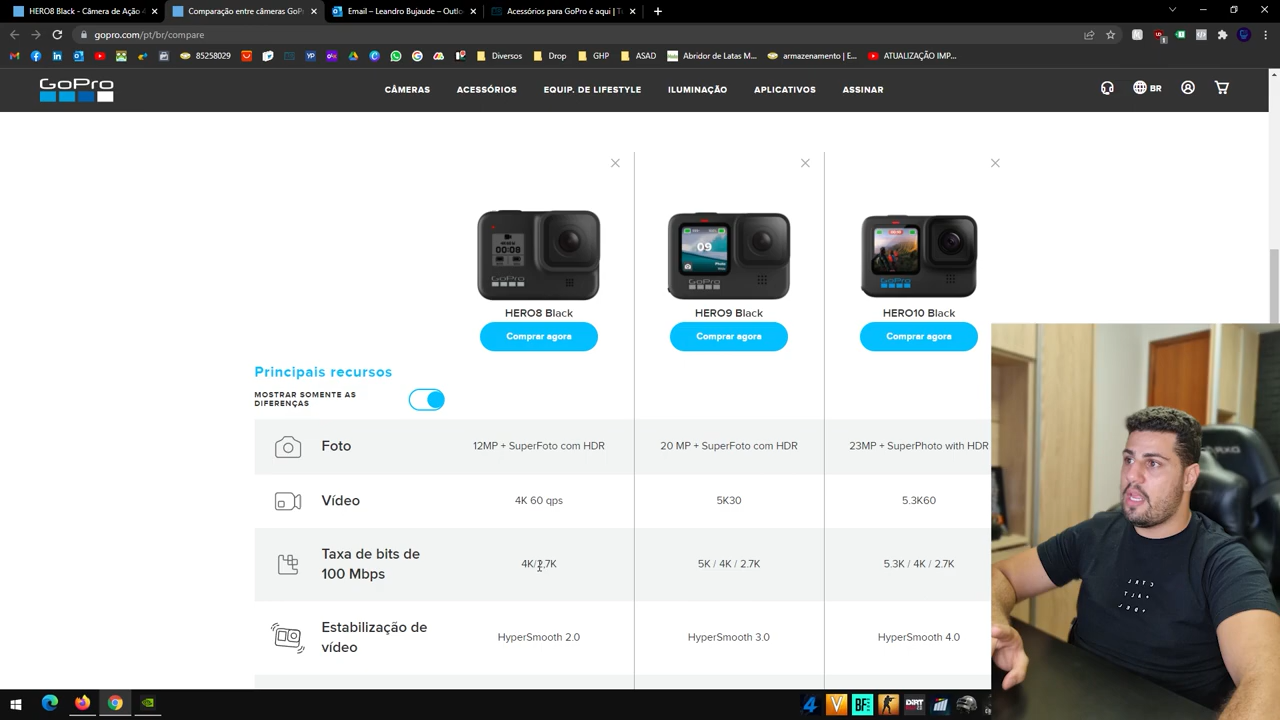 HERO8 Black - Câmera de Ação 4
Comparação entre câmeras GoP
Email – Leandro Bujaude – Outlo
Acessórios para GoPro é aqui | T
gopro.com/pt/br/compare
85258029
Diversos
Drop
GHP
ASAD
Abridor de Latas M...
armazenamento | E...
ATUALIZAÇÃO IMP...
GoPro
CÂMERAS
ACESSÓRIOS
EQUIP. DE LIFESTYLE
ILUMINAÇÃO
APLICATIVOS
ASSINAR
BR
HERO8 Black
HERO9 Black
HERO10 Black
Comprar agora
Comprar agora
Comprar agora
Principais recursos
MOSTRAR SOMENTE AS
DIFERENÇAS
Foto
12MP + SuperFoto com HDR
20 MP + SuperFoto com HDR
23MP + SuperPhoto with HDR
Vídeo
4K 60 qps
5K30
5.3K60
Taxa de bits de
100 Mbps
4K/2.7K
5K / 4K / 2.7K
5.3K / 4K / 2.7K
Estabilização de
vídeo
HyperSmooth 2.0
HyperSmooth 3.0
HyperSmooth 4.0